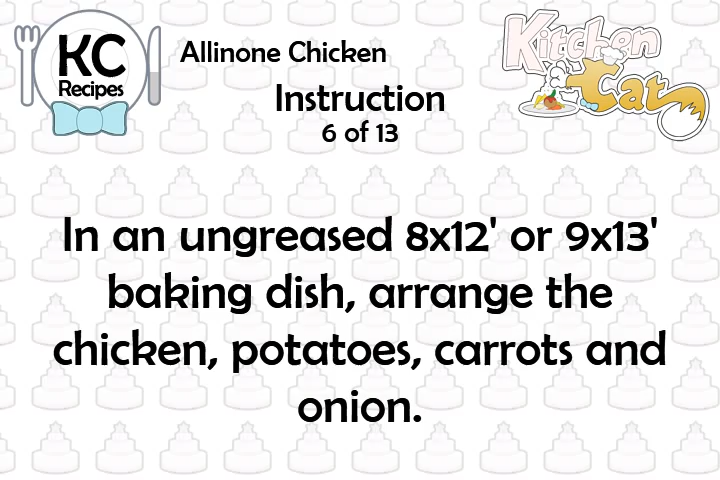 KC
Recipes
Allinone Chicken
Instruction
6 of 13
Kitchen
Cat
In an ungreased 8x12' or 9x13'
baking dish, arrange the
chicken, potatoes, carrots and
onion.